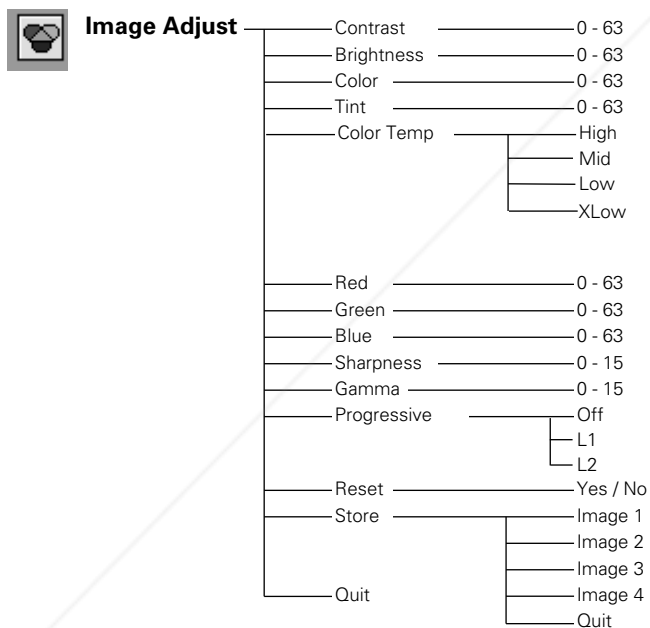 Image Adjust Contrast 0 - 63
Brightness 0 - 63
Color 0 - 63
Tint 0 - 63
Color Temp High
Mid
Low
XLow
Red 0 - 63
Green 0 - 63
Blue 0 - 63
Sharpness 0 - 15
Gamma 0 - 15
Progressive Off
L1
L2
Reset Yes / No
Store Image 1
Image 2
Image 3
Quit Image 4
Quit